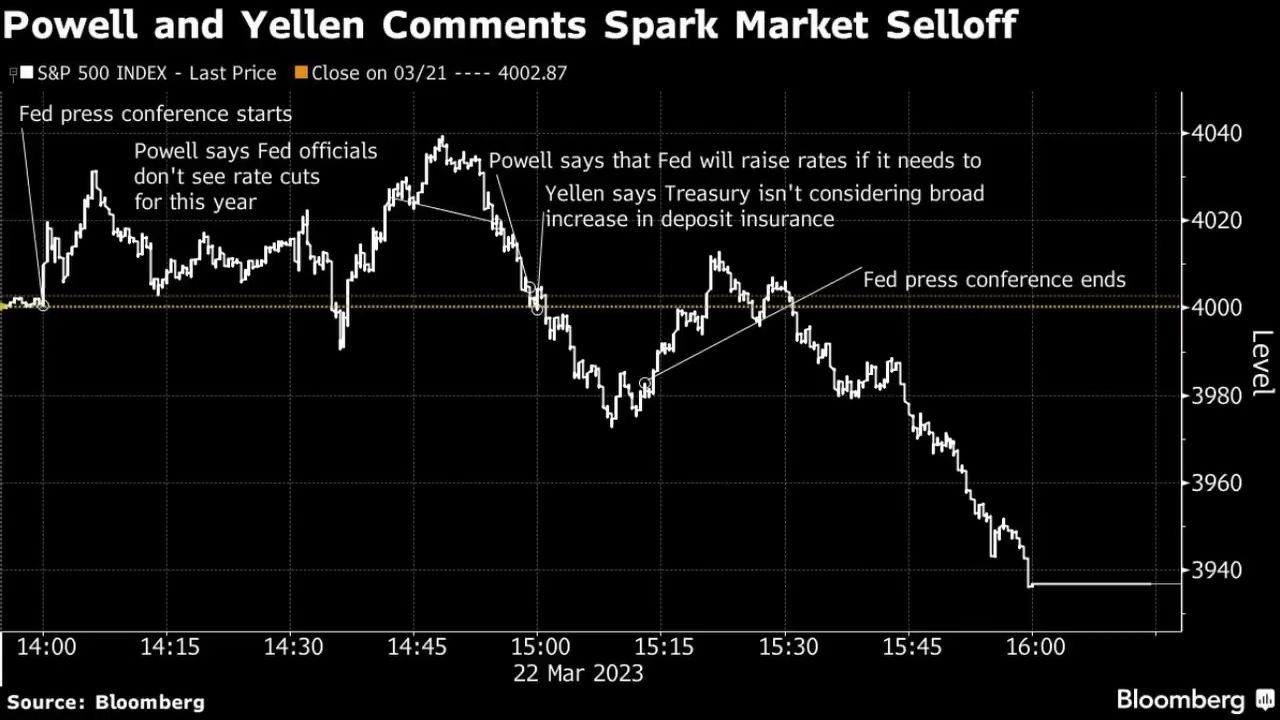 Powell and Yellen Comments Spark Market Selloff
S&P 500 INDEX - Last Price Close on 03/21 ---- 4002.87
Fed press conference starts
Powell says Fed officials
don't see rate cuts
for this year
Powell says that Fed will raise rates if it needs to
Yellen says Treasury isn't considering broad
increase in deposit insurance
Fed press conference ends
4040
4020
4000
3980
3960
3940
Level
14:00 14:15 14:30 14:45 15:00 15:15 15:30 15:45 16:00
22 Mar 2023
Source: Bloomberg
Bloomberg